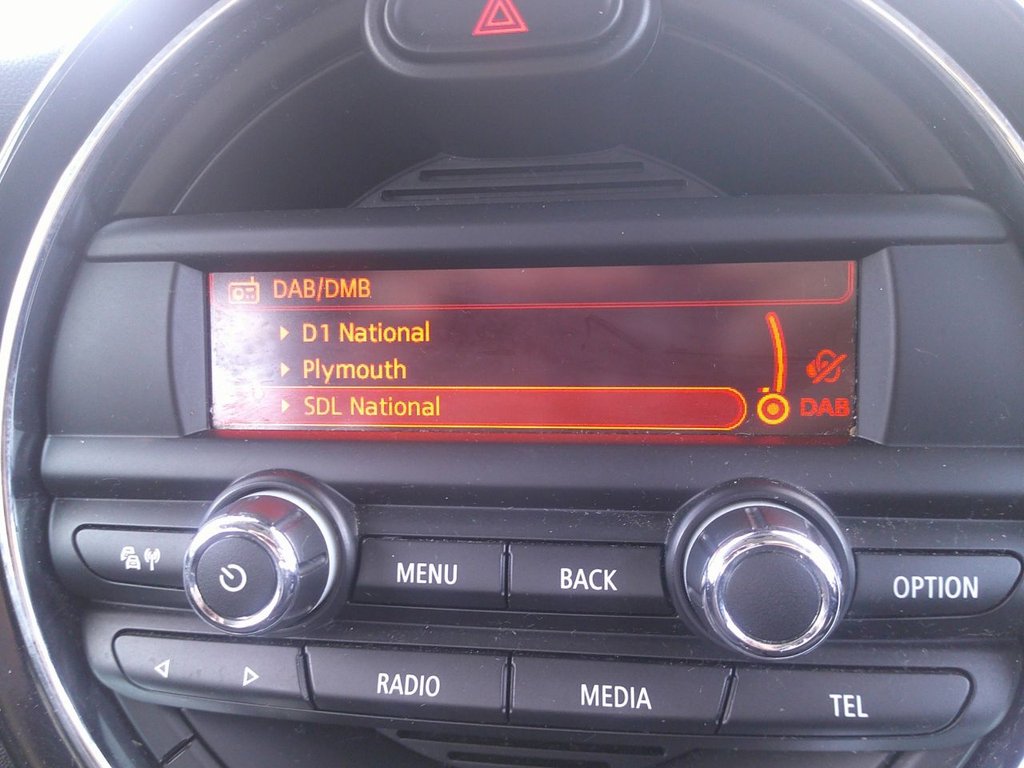 DAB/DMB
D1 National
Plymouth
SDL National
DAB
MENU
BACK
OPTION
RADIO
MEDIA
TEL